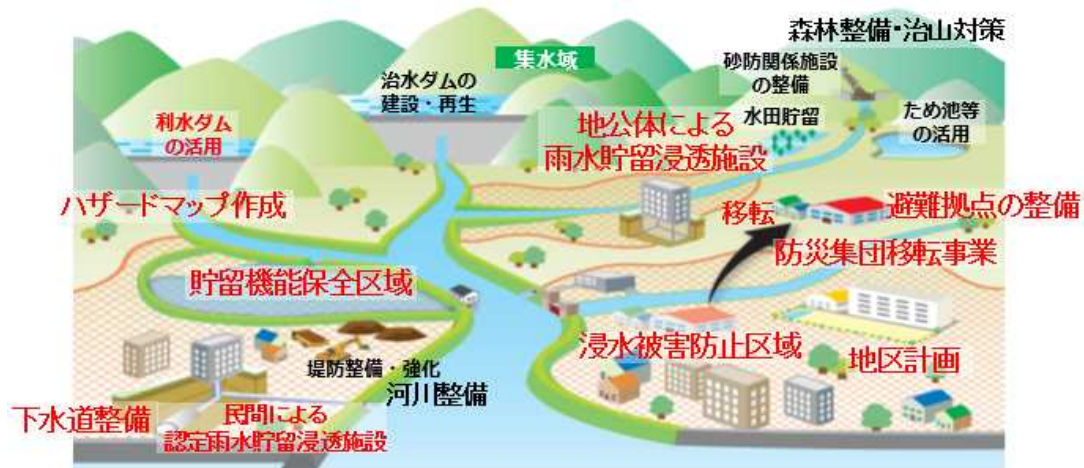 森林整備・治山対策
集水域
砂防関係施設
の整備
治水ダムの
建設・再生
水田貯留
ため池等
の活用
利水ダム
の活用
地公体による
雨水貯留浸透施設
ハザードマップ作成
移転
避難拠点の整備
防災集団移転事業
貯留機能保全区域
浸水被害防止区域
地区計画
堤防整備・強化
河川整備
下水道整備
民間による
認定雨水貯留浸透施設